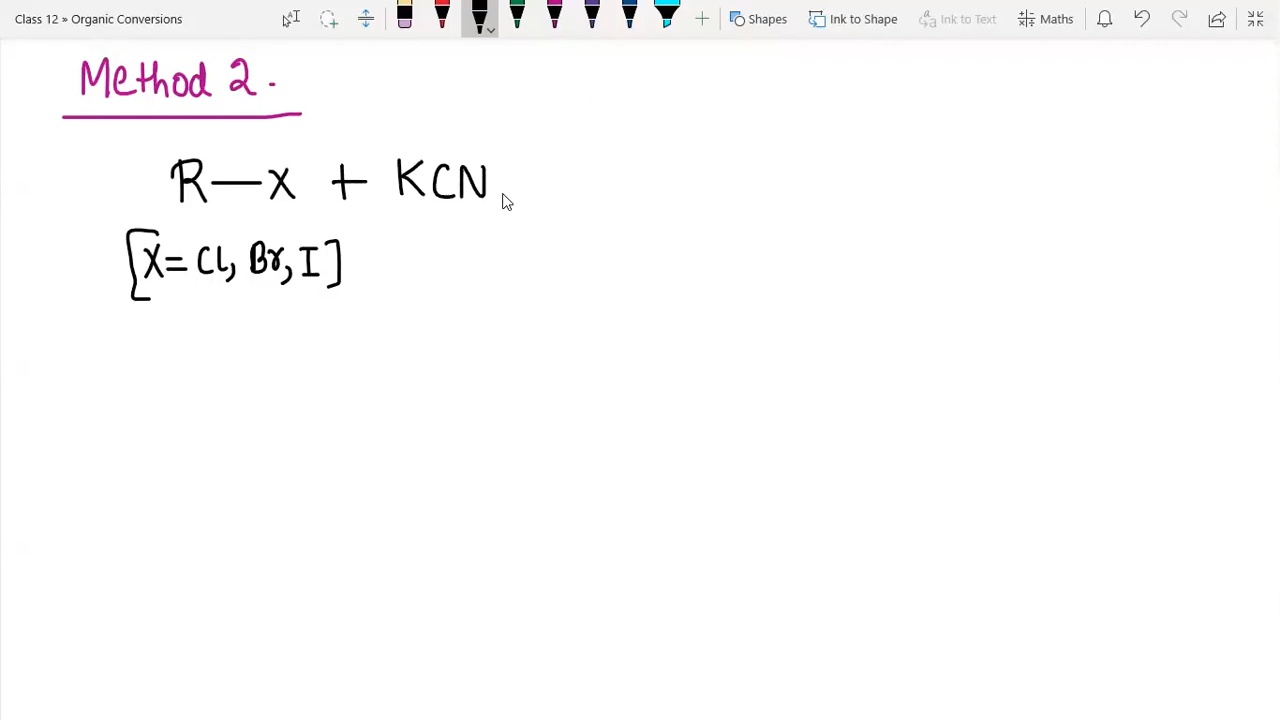 Class 12 » Organic Conversions
Shapes Ink to Shape Ink to Text Maths
Method 2.
R—X + KCN
[X= Cl, Br, I]